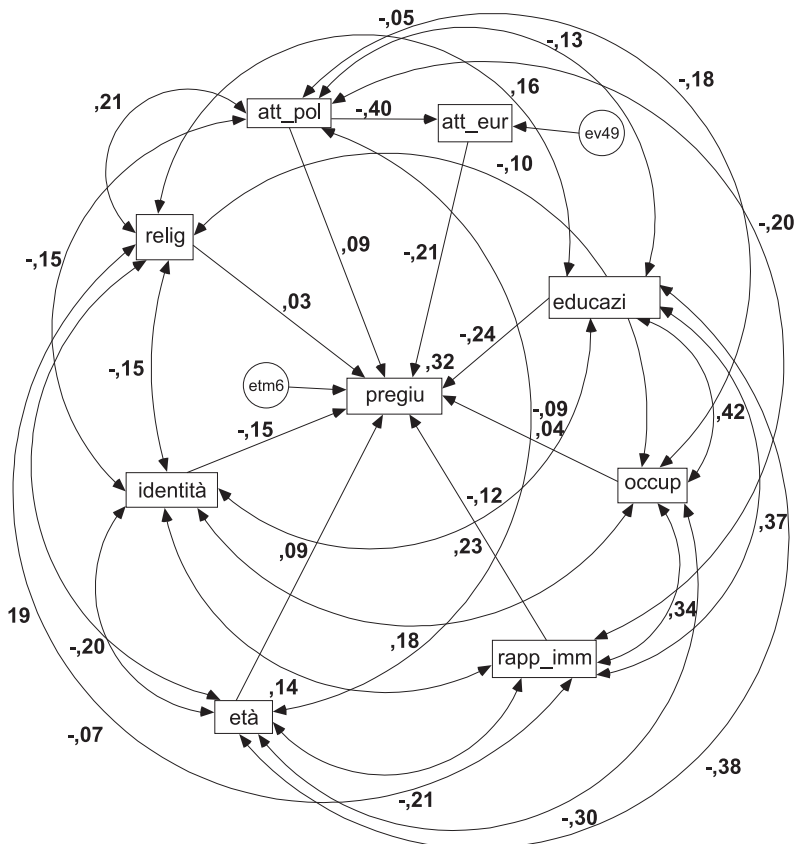 -,05
-,13
-,18
,21
att_pol
-,40
att_eur
,16
ev49
-,10
-,20
relig
-,15
,09
-,21
educazi
,03
-,24
-,15
,32
etm6
pregiu
-,09
,04
,42
-,15
identità
-,12
occup
,09
,23
,37
19
-,20
,18
,34
rapp_imm
,14
età
-,07
-,38
-,21
-,30